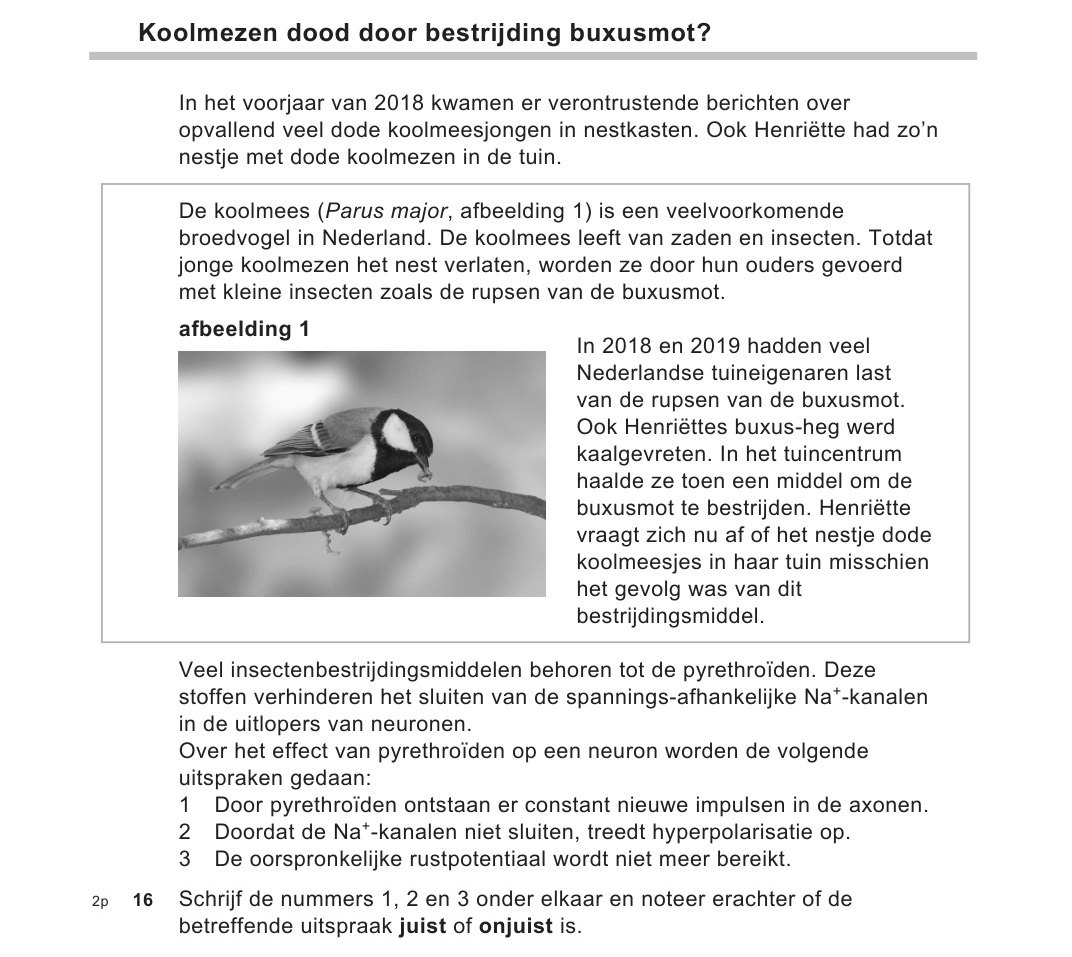 Koolmezen dood door bestrijding buxusmot?
In het voorjaar van 2018 kwamen er verontrustende berichten over
opvallend veel dode koolmeesjongen in nestkasten. Ook Henriëtte had zo’n
nestje met dode koolmezen in de tuin.
De koolmees (Parus major, afbeelding 1) is een veelvoorkomende
broedvogel in Nederland. De koolmees leeft van zaden en insecten. Totdat
jonge koolmezen het nest verlaten, worden ze door hun ouders gevoerd
met kleine insecten zoals de rupsen van de buxusmot.
afbeelding 1
In 2018 en 2019 hadden veel
Nederlandse tuineigenaren last
van de rupsen van de buxusmot.
Ook Henriëttes buxus-heg werd
kaalgevreten. In het tuincentrum
haalde ze toen een middel om de
buxusmot te bestrijden. Henriëtte
vraagt zich nu af of het nestje dode
koolmeesjes in haar tuin misschien
het gevolg was van dit
bestrijdingsmiddel.
Veel insectenbestrijdingsmiddelen behoren tot de pyrethroïden. Deze
stoffen verhinderen het sluiten van de spannings-afhankelijke Na⁺-kanalen
in de uitlopers van neuronen.
Over het effect van pyrethroïden op een neuron worden de volgende
uitspraken gedaan:
1 Door pyrethroïden ontstaan er constant nieuwe impulsen in de axonen.
2 Doordat de Na⁺-kanalen niet sluiten, treedt hyperpolarisatie op.
3 De oorspronkelijke rustpotentiaal wordt niet meer bereikt.
2p 16 Schrijf de nummers 1, 2 en 3 onder elkaar en noteer erachter of de
betreffende uitspraak juist of onjuist is.